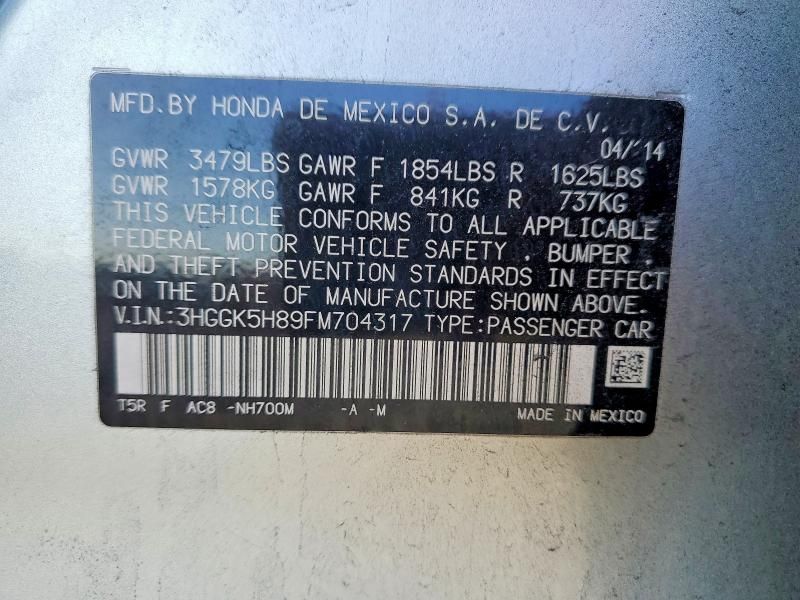 MFD.BY HONDA DE MEXICO S.A. DE C.V.
04/14
GVWR 3479LBS GAWR F 1854LBS R 1625LBS
GVWR 1578KG GAWR F 841KG R 737KG
THIS VEHICLE CONFORMS TO ALL APPLICABLE
FEDERAL MOTOR VEHICLE SAFETY , BUMPER ,
AND THEFT PREVENTION STANDARDS IN EFFECT
ON THE DATE OF MANUFACTURE SHOWN ABOVE.
V.I.N.:3HGGK5H89FM704317 TYPE:PASSENGER CAR
T5R F AC8 -NH700M -A -M MADE IN MEXICO